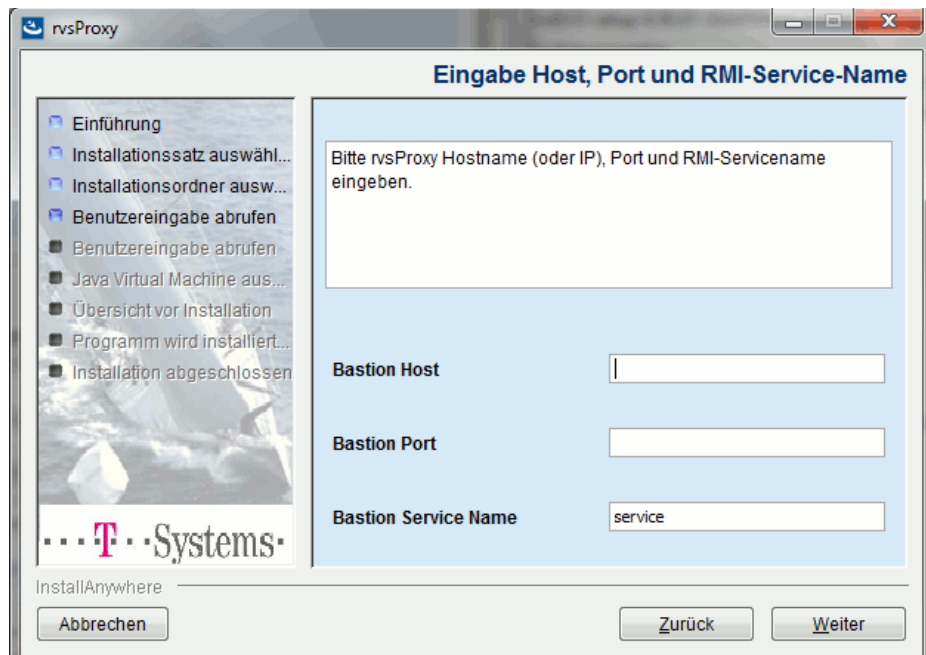 rvsProxy
Eingabe Host, Port und RMI-Service-Name
Einführung
Installationssatz auswähl...
Installationsordner ausw...
Benutzereingabe abrufen
Benutzereingabe abrufen
Java Virtual Machine aus...
Übersicht vor Installation
Programm wird installiert...
Installation abgeschlossen
Bitte rvsProxy Hostname (oder IP), Port und RMI-Servicename
eingeben.
Bastion Host
Bastion Port
Bastion Service Name
service
····T··Systems·
InstallAnywhere
Abbrechen
Zurück
Weiter